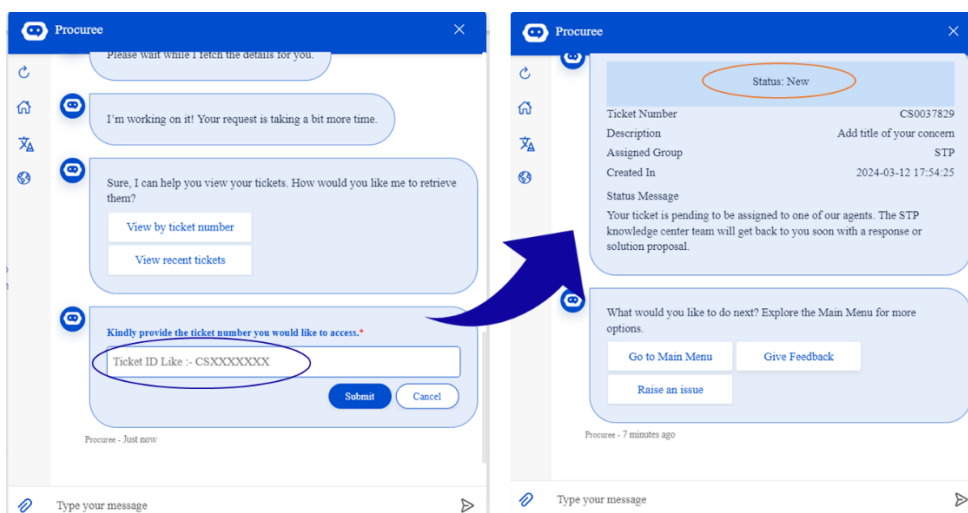 Procuree
Please wait while I fetch the details for you.
I'm working on it! Your request is taking a bit more time.
Sure, I can help you view your tickets. How would you like me to retrieve
them?
View by ticket number
View recent tickets
Kindly provide the ticket number you would like to access.*
Ticket ID Like :- CSXXXXXXX
Submit
Cancel
Procuree - Just now
Type your message
Procuree
Status: New
Ticket Number CS0037829
Description Add title of your concern
Assigned Group STP
Created In 2024-03-12 17:54:25
Status Message
Your ticket is pending to be assigned to one of our agents. The STP
knowledge center team will get back to you soon with a response or
solution proposal.
What would you like to do next? Explore the Main Menu for more
options.
Go to Main Menu
Give Feedback
Raise an issue
Procuree - 7 minutes ago
Type your message